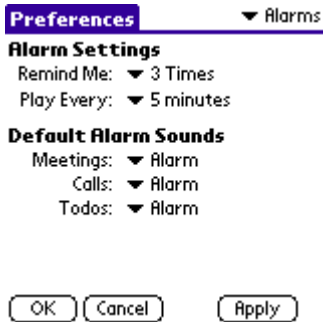 Preferences Alarms
Alarm Settings
Remind Me: 3 Times
Play Every: 5 minutes
Default Alarm Sounds
Meetings: Alarm
Calls: Alarm
Todos: Alarm
OK Cancel Apply